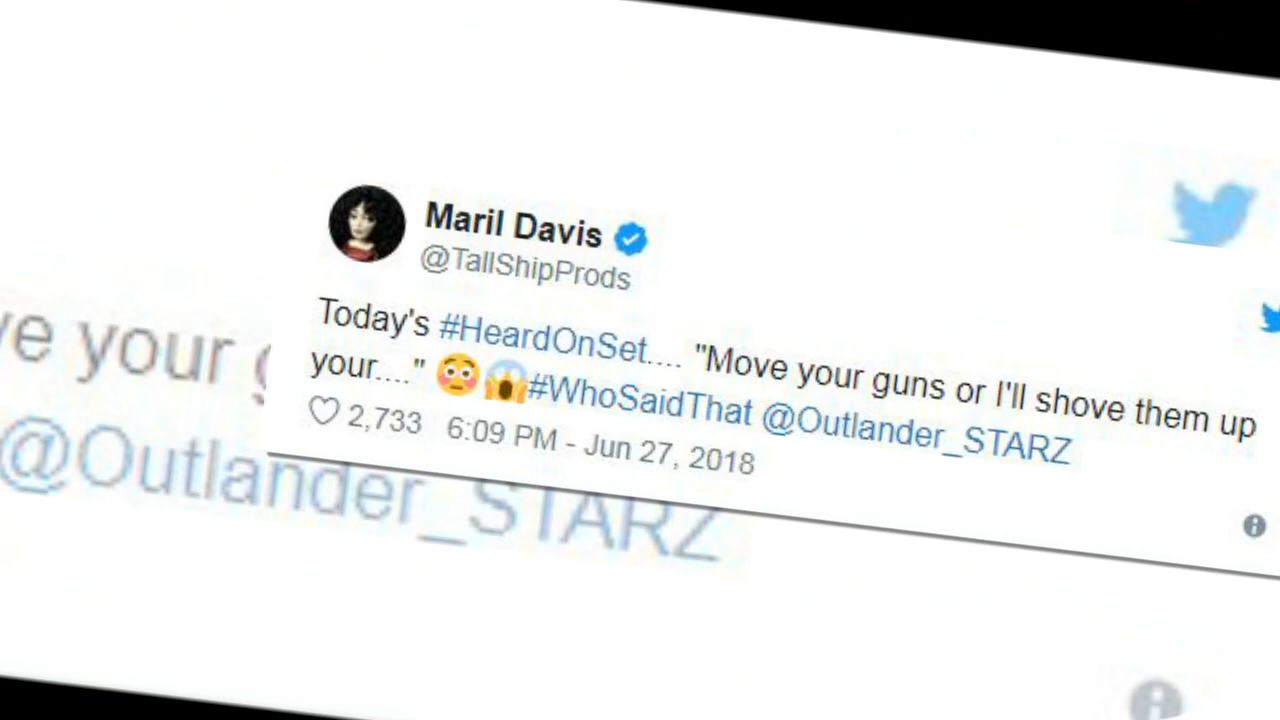 Maril Davis
@TallShipProds
Today's #HeardOnSet.... "Move your guns or I'll shove them up
your...." 😳😱#WhoSaidThat @Outlander_STARZ
2,733 6:09 PM - Jun 27, 2018
ve your
@Outlander_STARZ